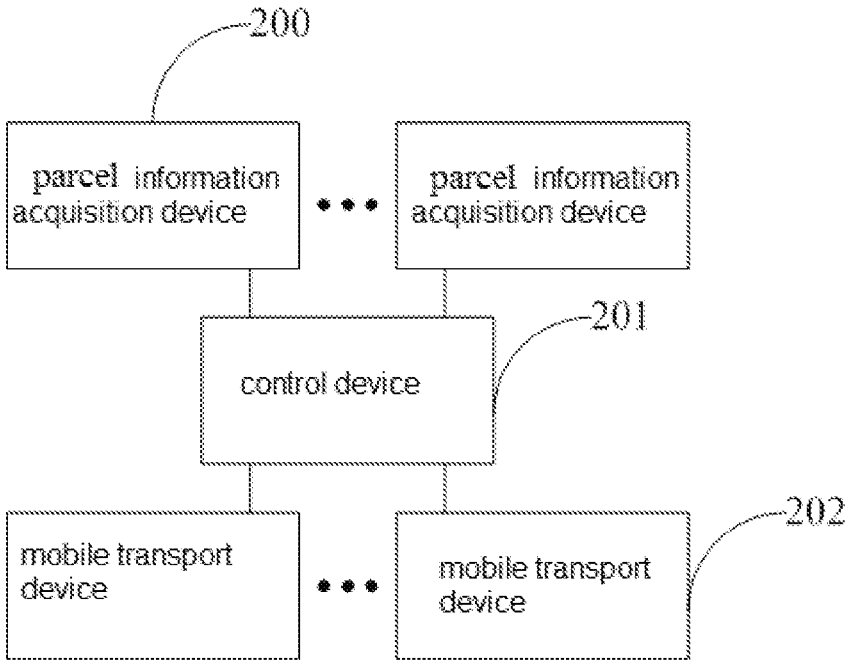 200
parcel information
acquisition device
parcel information
acquisition device
201
control device
202
mobile transport
device
mobile transport
device